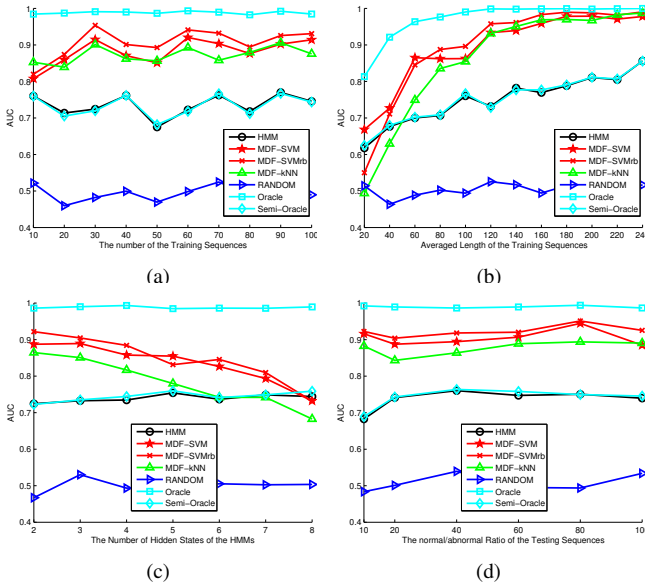 1
0.9
0.8
0.7
0.6
0.5
0.4
AUC
10 20 30 40 50 60 70 80 90 100
The number of the Training Sequences
HMM
MDF-SVM
MDF-SVMrb
MDF-kNN
RANDOM
Oracle
Semi-Oracle
(a)
1
0.9
0.8
0.7
0.6
0.5
0.4
AUC
20 40 60 80 100 120 140 160 180 200 220 24
Averaged Length of the Training Sequences
HMM
MDF-SVM
MDF-SVMrb
MDF-kNN
RANDOM
Oracle
Semi-Oracle
(b)
1
0.9
0.8
0.7
0.6
0.5
0.4
AUC
2 3 4 5 6 7 8
The Number of Hidden States of the HMMs
HMM
MDF-SVM
MDF-SVMrb
MDF-kNN
RANDOM
Oracle
Semi-Oracle
(c)
1
0.9
0.8
0.7
0.6
0.5
0.4
AUC
10 20 40 60 80 10
The normal/abnormal Ratio of the Testing Sequences
HMM
MDF-SVM
MDF-SVMrb
MDF-kNN
RANDOM
Oracle
Semi-Oracle
(d)